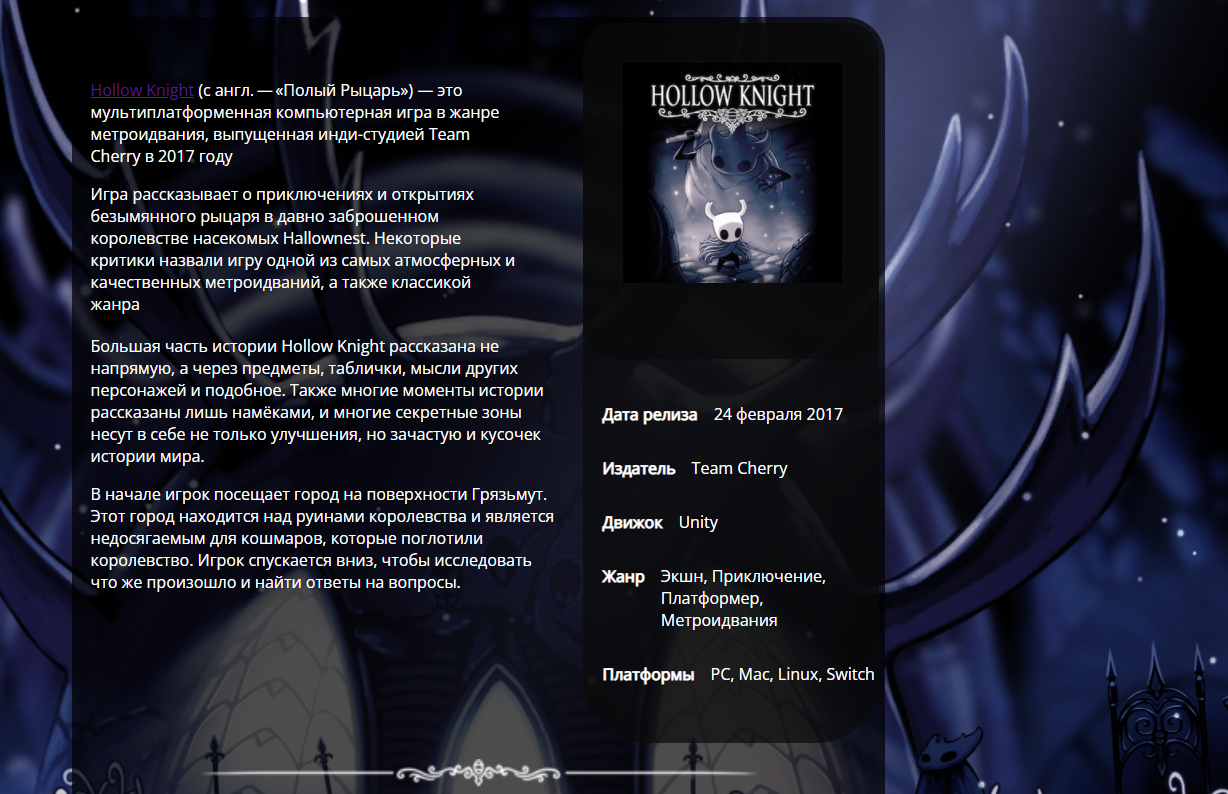 Hollow Knight (с англ. — «Полый Рыцарь») — это
мультиплатформенная компьютерная игра в жанре
метроидвания, выпущенная инди-студией Team
Cherry в 2017 году
Игра рассказывает о приключениях и открытиях
безымянного рыцаря в давно заброшенном
королевстве насекомых Hallownest. Некоторые
критики назвали игру одной из самых атмосферных и
качественных метроидваний, а также классикой
жанра
Большая часть истории Hollow Knight рассказана не
напрямую, а через предметы, таблички, мысли других
персонажей и подобное. Также многие моменты истории
рассказаны лишь намёками, и многие секретные зоны
несут в себе не только улучшения, но зачастую и кусочек
истории мира.
В начале игрок посещает город на поверхности Грязьмут.
Этот город находится над руинами королевства и является
недосягаемым для кошмаров, которые поглотили
королевство. Игрок спускается вниз, чтобы исследовать
что же произошло и найти ответы на вопросы.
HOLLOW KNIGHT
Дата релиза 24 февраля 2017
Издатель Team Cherry
Движок Unity
Жанр Экшн, Приключение,
Платформер,
Метроидвания
Платформы PC, Mac, Linux, Switch